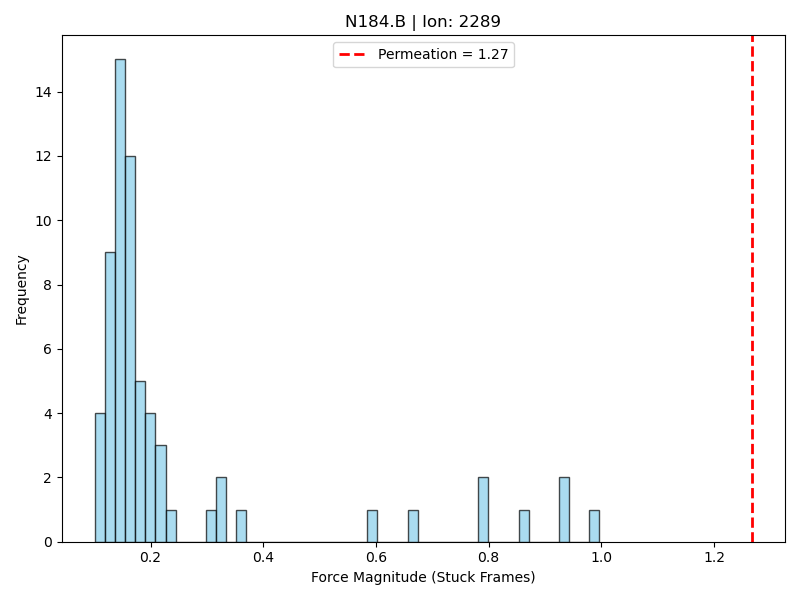 N184.B | Ion: 2289
Permeation = 1.27
14
12
10
8
6
4
2
0
Frequency
0.2 0.4 0.6 0.8 1.0 1.2
Force Magnitude (Stuck Frames)